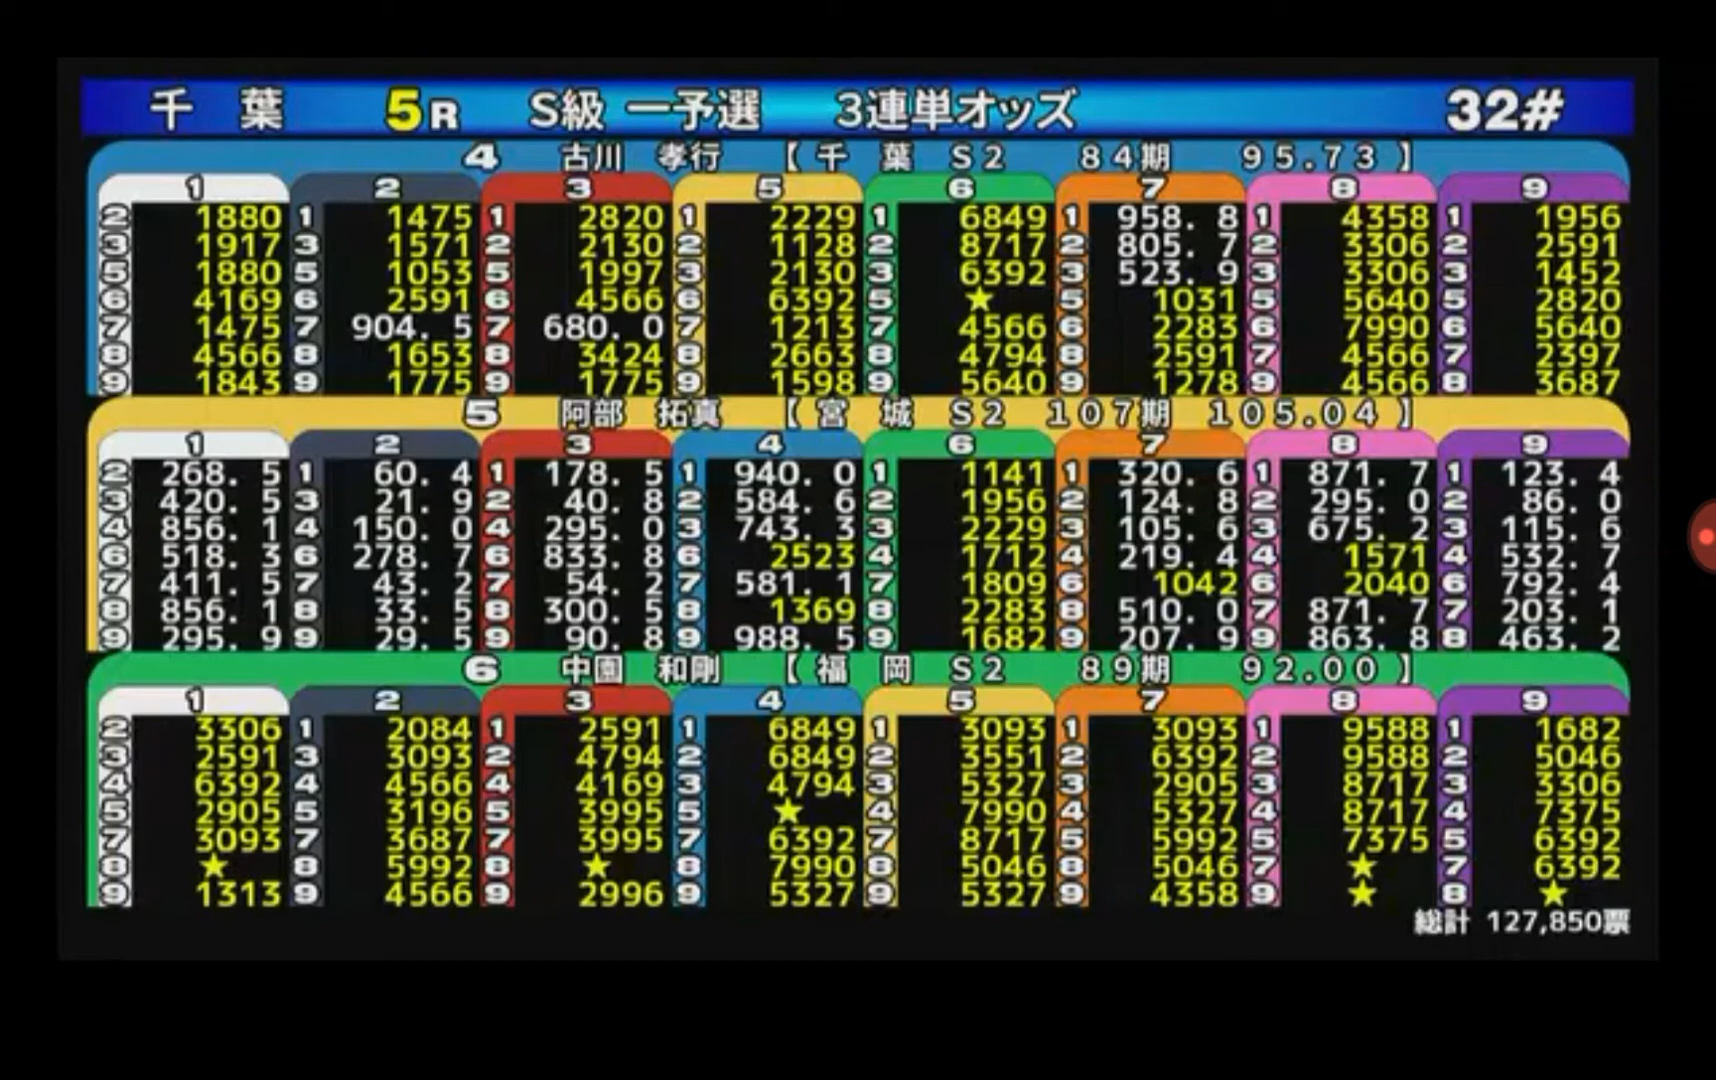 千葉 5R S級 一予選 3連単オッズ 32#
4 古川 孝行 【千 葉 S2 84期 95.73】
1 2 3 5 6 7 8 9
2 1880 1 1475 1 2820 1 2229 1 6849 1 958.8 1 4358 1 1956
3 1917 3 1571 2 2130 2 1128 2 8717 2 805.7 2 3306 2 2591
5 1880 5 1053 5 1997 3 2130 3 6392 3 523.9 3 3306 3 1452
6 4169 6 2591 6 4566 6 6392 5 ★ 5 1031 5 5640 5 2820
7 1475 7 904.5 7 680.0 7 1213 7 4566 6 2283 6 7990 6 5640
8 4566 8 1653 8 3424 8 2663 8 4794 8 2591 7 4566 7 2397
9 1843 9 1775 9 1775 9 1598 9 5640 9 1278 9 4566 8 3687
5 阿部 拓真 【宮 城 S2 107期 105.04】
1 2 3 4 6 7 8 9
2 268.5 1 60.4 1 178.5 1 940.0 1 1141 1 320.6 1 871.7 1 123.4
3 420.5 3 21.9 2 40.8 2 584.6 2 1956 2 124.8 2 295.0 2 86.0
4 856.1 4 150.0 4 295.0 3 743.3 3 2229 3 105.6 3 675.2 3 115.6
6 518.3 6 278.7 6 833.8 6 2523 4 1712 4 219.4 4 1571 4 532.7
7 411.5 7 43.2 7 54.2 7 581.1 7 1809 6 1042 6 2040 6 792.4
8 856.1 8 33.5 8 300.5 8 1369 8 2283 8 510.0 7 871.7 7 203.1
9 295.9 9 29.5 9 90.8 9 988.5 9 1682 9 207.9 9 863.8 8 463.2
6 中園 和剛 【福 岡 S2 89期 92.00】
1 2 3 4 5 7 8 9
2 3306 1 2084 1 2591 1 6849 1 3093 1 3093 1 9588 1 1682
3 2591 3 3093 2 4794 2 6849 2 3551 2 6392 2 9588 2 5046
4 6392 4 4566 4 4169 3 4794 3 5327 3 2905 3 8717 3 3306
5 2905 5 3196 5 3995 5 ★ 4 7990 4 5327 4 8717 4 7375
7 3093 7 3687 7 3995 7 6392 7 8717 5 5992 5 7375 5 6392
8 ★ 8 5992 8 ★ 8 7990 8 5046 8 5046 7 ★ 7 6392
9 1313 9 4566 9 2996 9 5327 9 5327 9 4358 9 ★ 8 ★
総計 127,850票